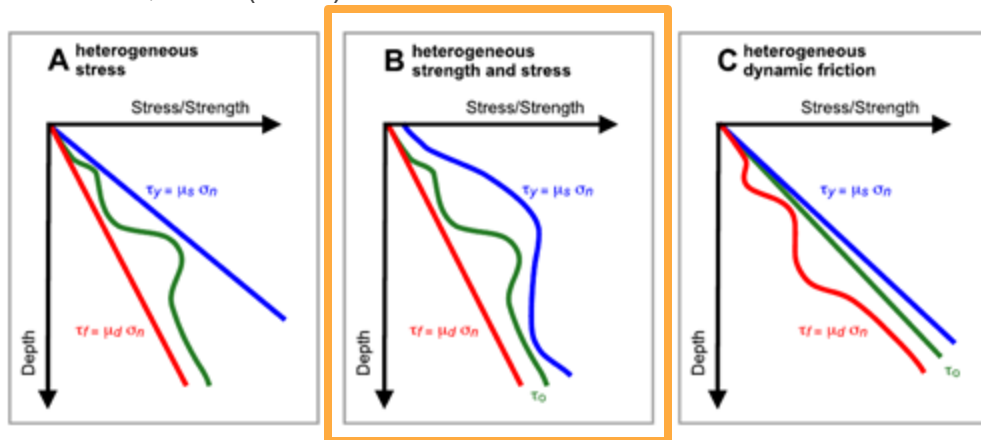 A heterogeneous
stress
Stress/Strength
τy = μs σn
τf = μd σn
Depth
B heterogeneous
strength and stress
Stress/Strength
τy = μs σn
τf = μd σn
τo
Depth
C heterogeneous
dynamic friction
Stress/Strength
τy = μs σn
τf = μd σn
τo
Depth